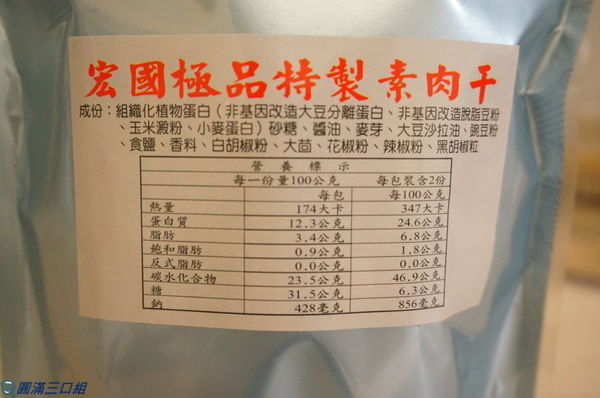 宏國極品特製素肉干
成份：組織化植物蛋白（非基因改造大豆分離蛋白、非基因改造脫脂豆粉
、玉米澱粉、小麥蛋白）砂糖、醬油、麥芽、大豆沙拉油、豌豆粉
、食鹽、香料、白胡椒粉、大茴、花椒粉、辣椒粉、黑胡椒粒
營養標示
每一份量100公克 每包裝含2份
每包 每100公克
熱量 174大卡 347大卡
蛋白質 12.3公克 24.6公克
脂肪 3.4公克 6.8公克
飽和脂肪 0.9公克 1.8公克
反式脂肪 0.0公克 0.0公克
碳水化合物 23.5公克 46.9公克
糖 31.5公克 6.3公克
鈉 428毫克 856毫克
圓滿三口組